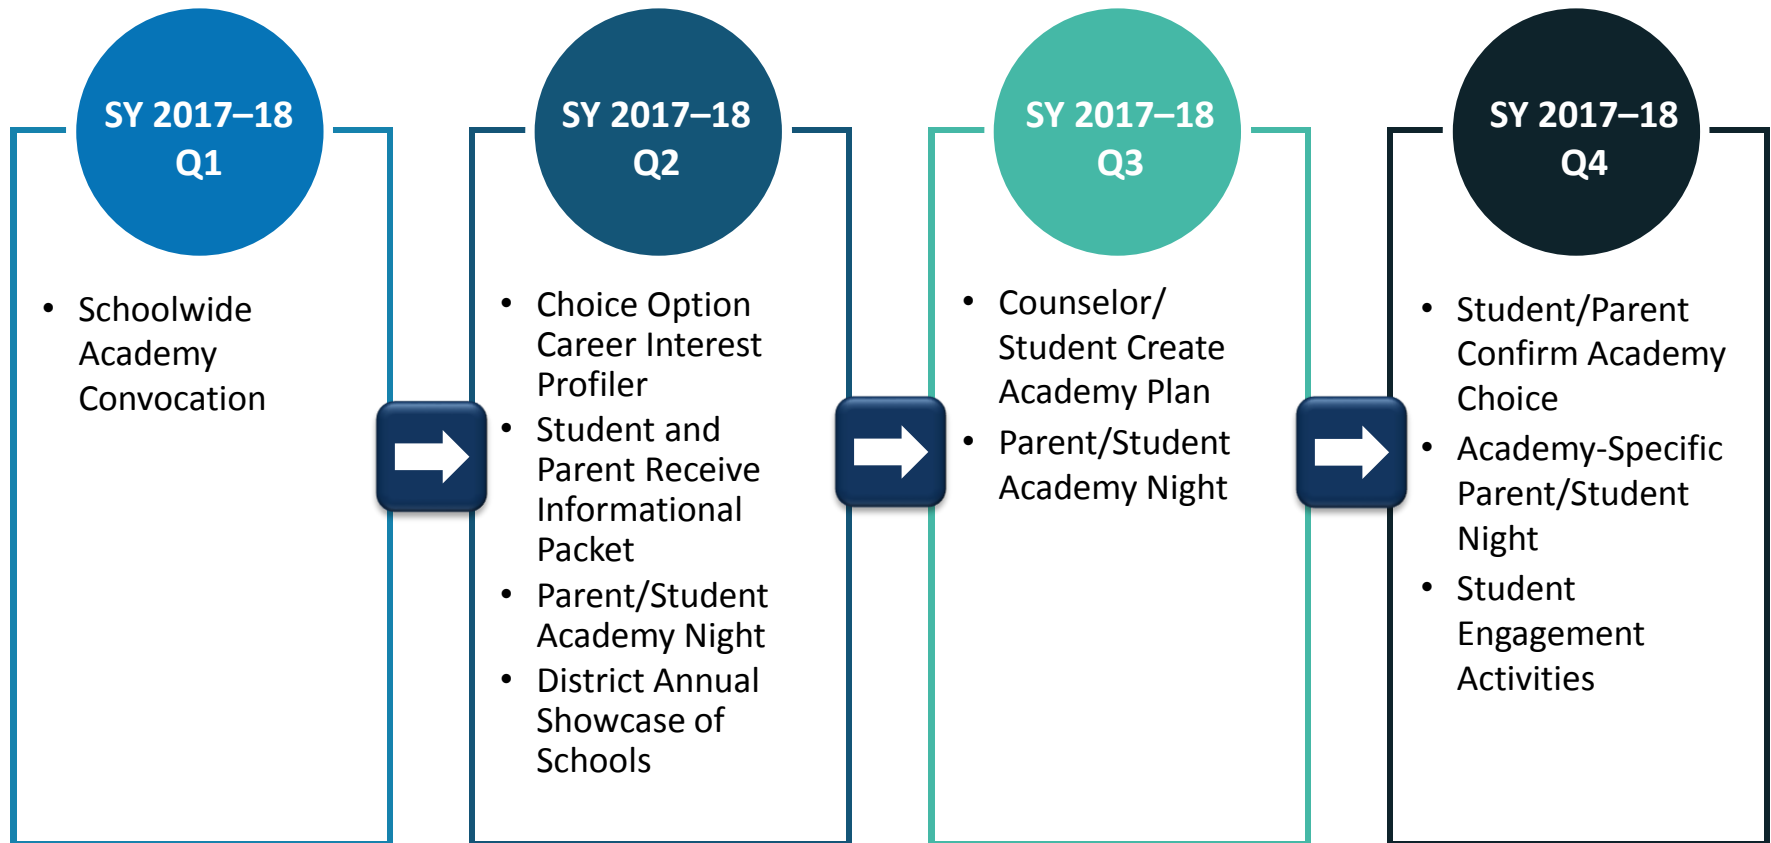 SY 2017–18
Q1
• Schoolwide
Academy
Convocation
SY 2017–18
Q2
• Choice Option
Career Interest
Profiler
• Student and
Parent Receive
Informational
Packet
• Parent/Student
Academy Night
• District Annual
Showcase of
Schools
SY 2017–18
Q3
• Counselor/
Student Create
Academy Plan
• Parent/Student
Academy Night
SY 2017–18
Q4
• Student/Parent
Confirm Academy
Choice
• Academy-Specific
Parent/Student
Night
• Student
Engagement
Activities